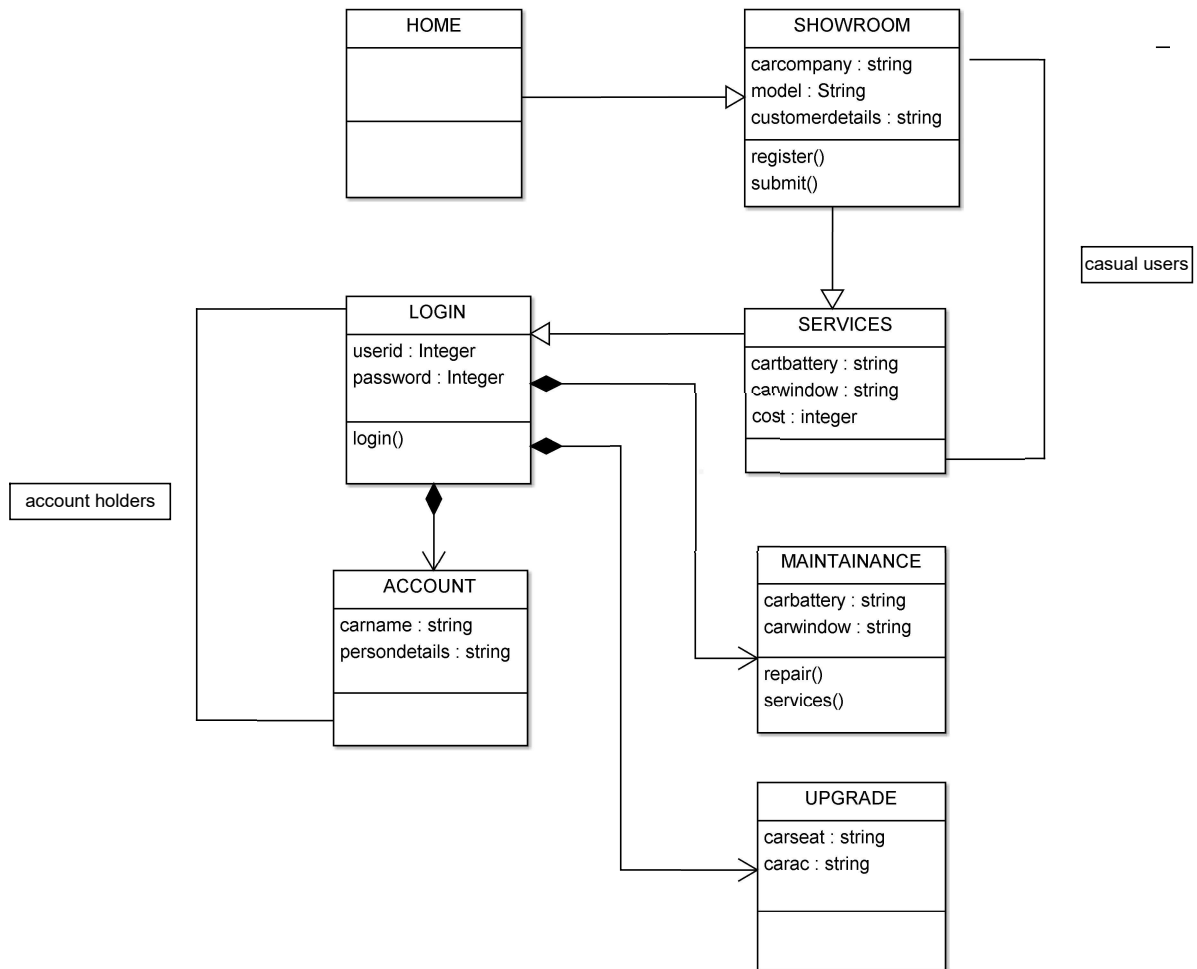 HOME
SHOWROOM
carcompany : string
model : String
customerdetails : string
register()
submit()
casual users
LOGIN
userid : Integer
password : Integer
login()
SERVICES
cartbattery : string
carwindow : string
cost : integer
account holders
ACCOUNT
carname : string
persondetails : string
MAINTAINANCE
carbattery : string
carwindow : string
repair()
services()
UPGRADE
carseat : string
carac : string